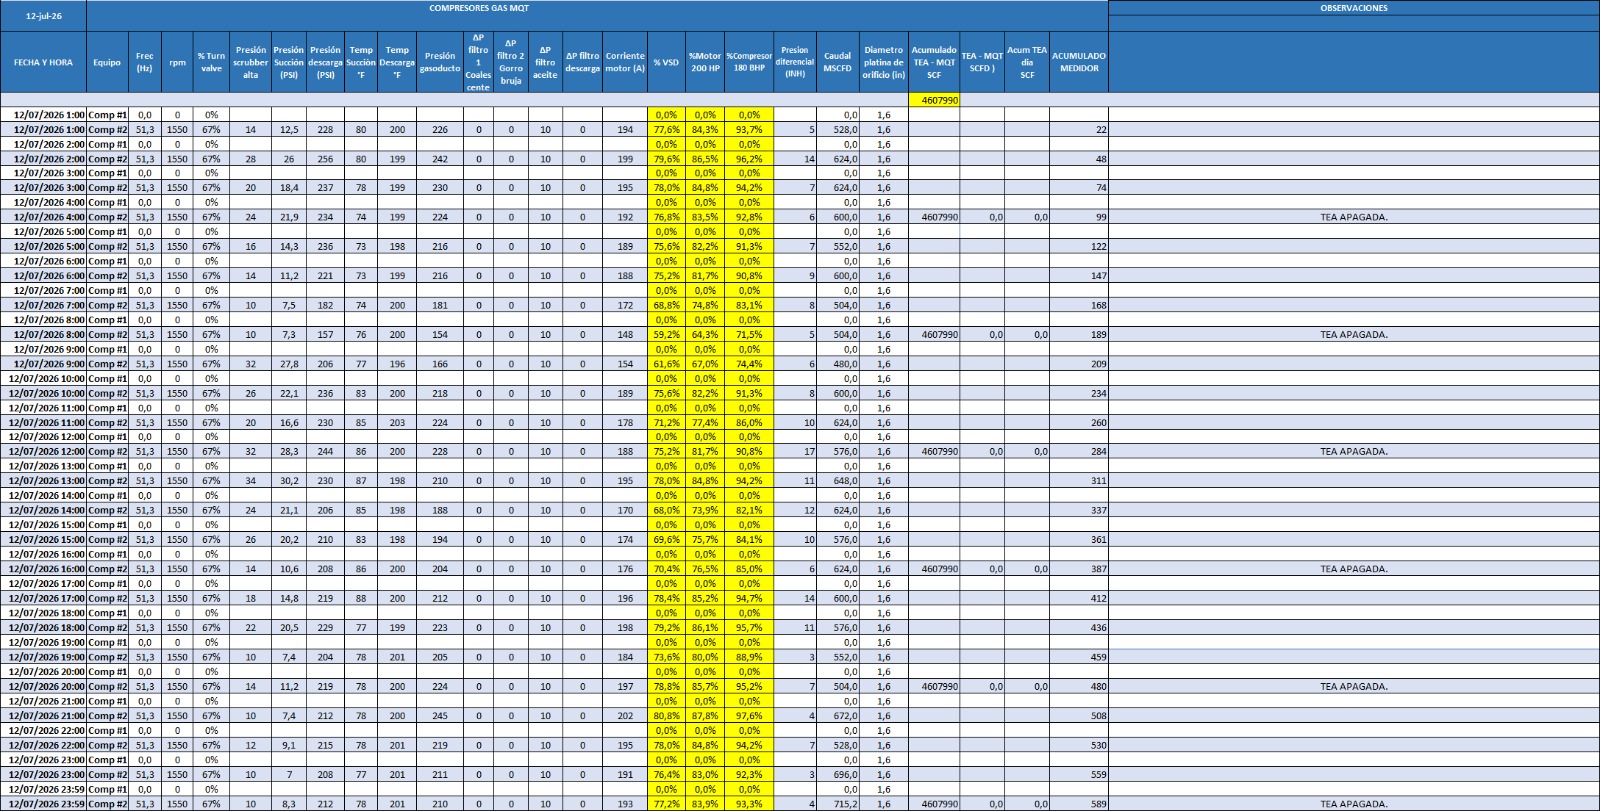 12-jul-26 COMPRESORES GAS MQT OBSERVACIONES
FECHA Y HORA Equipo Frec (Hz) rpm % Turn valve Presión scrubber alta Presión Succión (PSI) Presión descarga (PSI) Temp Succión °F Temp Descarga °F Presión gasoducto ΔP filtro 1 Coales cente ΔP filtro 2 Gorro bruja ΔP filtro aceite ΔP filtro descarga Corriente motor (A) % VSD %Motor 200 HP %Compresor 180 BHP Presion diferencial (INH) Caudal MSCFD Diametro platina de orificio (in) Acumulado TEA - MQT SCF TEA - MQT SCFD ) Acum TEA dia SCF ACUMULADO MEDIDOR
4607990
12/07/2026 1:00 Comp #1 0,0 0 0% 0,0% 0,0% 0,0% 0,0 1,6
12/07/2026 1:00 Comp #2 51,3 1550 67% 14 12,5 228 80 200 226 0 0 10 0 194 77,6% 84,3% 93,7% 5 528,0 1,6 22
12/07/2026 2:00 Comp #1 0,0 0 0% 0,0% 0,0% 0,0% 0,0 1,6
12/07/2026 2:00 Comp #2 51,3 1550 67% 28 26 256 80 199 242 0 0 10 0 199 79,6% 86,5% 96,2% 14 624,0 1,6 48
12/07/2026 3:00 Comp #1 0,0 0 0% 0,0% 0,0% 0,0% 0,0 1,6
12/07/2026 3:00 Comp #2 51,3 1550 67% 20 18,4 237 78 199 230 0 0 10 0 195 78,0% 84,8% 94,2% 7 624,0 1,6 74
12/07/2026 4:00 Comp #1 0,0 0 0% 0,0% 0,0% 0,0% 0,0 1,6
12/07/2026 4:00 Comp #2 51,3 1550 67% 24 21,9 234 74 199 224 0 0 10 0 192 76,8% 83,5% 92,8% 6 600,0 1,6 4607990 0,0 0,0 99 TEA APAGADA.
12/07/2026 5:00 Comp #1 0,0 0 0% 0,0% 0,0% 0,0% 0,0 1,6
12/07/2026 5:00 Comp #2 51,3 1550 67% 16 14,3 236 73 198 216 0 0 10 0 189 75,6% 82,2% 91,3% 7 552,0 1,6 122
12/07/2026 6:00 Comp #1 0,0 0 0% 0,0% 0,0% 0,0% 0,0 1,6
12/07/2026 6:00 Comp #2 51,3 1550 67% 14 11,2 221 73 199 216 0 0 10 0 188 75,2% 81,7% 90,8% 9 600,0 1,6 147
12/07/2026 7:00 Comp #1 0,0 0 0% 0,0% 0,0% 0,0% 0,0 1,6
12/07/2026 7:00 Comp #2 51,3 1550 67% 10 7,5 182 74 200 181 0 0 10 0 172 68,8% 74,8% 83,1% 8 504,0 1,6 168
12/07/2026 8:00 Comp #1 0,0 0 0% 0,0% 0,0% 0,0% 0,0 1,6
12/07/2026 8:00 Comp #2 51,3 1550 67% 10 7,3 157 76 200 154 0 0 10 0 148 59,2% 64,3% 71,5% 5 504,0 1,6 4607990 0,0 0,0 189 TEA APAGADA.
12/07/2026 9:00 Comp #1 0,0 0 0% 0,0% 0,0% 0,0% 0,0 1,6
12/07/2026 9:00 Comp #2 51,3 1550 67% 32 27,8 206 77 196 166 0 0 10 0 154 61,6% 67,0% 74,4% 6 480,0 1,6 209
12/07/2026 10:00 Comp #1 0,0 0 0% 0,0% 0,0% 0,0% 0,0 1,6
12/07/2026 10:00 Comp #2 51,3 1550 67% 26 22,1 236 83 200 218 0 0 10 0 189 75,6% 82,2% 91,3% 8 600,0 1,6 234
12/07/2026 11:00 Comp #1 0,0 0 0% 0,0% 0,0% 0,0% 0,0 1,6
12/07/2026 11:00 Comp #2 51,3 1550 67% 20 16,6 230 85 203 224 0 0 10 0 178 71,2% 77,4% 86,0% 10 624,0 1,6 260
12/07/2026 12:00 Comp #1 0,0 0 0% 0,0% 0,0% 0,0% 0,0 1,6
12/07/2026 12:00 Comp #2 51,3 1550 67% 32 28,3 244 86 200 228 0 0 10 0 188 75,2% 81,7% 90,8% 17 576,0 1,6 4607990 0,0 0,0 284 TEA APAGADA.
12/07/2026 13:00 Comp #1 0,0 0 0% 0,0% 0,0% 0,0% 0,0 1,6
12/07/2026 13:00 Comp #2 51,3 1550 67% 34 30,2 230 87 198 210 0 0 10 0 195 78,0% 84,8% 94,2% 11 648,0 1,6 311
12/07/2026 14:00 Comp #1 0,0 0 0% 0,0% 0,0% 0,0% 0,0 1,6
12/07/2026 14:00 Comp #2 51,3 1550 67% 24 21,1 206 85 198 188 0 0 10 0 170 68,0% 73,9% 82,1% 12 624,0 1,6 337
12/07/2026 15:00 Comp #1 0,0 0 0% 0,0% 0,0% 0,0% 0,0 1,6
12/07/2026 15:00 Comp #2 51,3 1550 67% 26 20,2 210 83 198 194 0 0 10 0 174 69,6% 75,7% 84,1% 10 576,0 1,6 361
12/07/2026 16:00 Comp #1 0,0 0 0% 0,0% 0,0% 0,0% 0,0 1,6
12/07/2026 16:00 Comp #2 51,3 1550 67% 14 10,6 208 86 200 204 0 0 10 0 176 70,4% 76,5% 85,0% 6 624,0 1,6 4607990 0,0 0,0 387 TEA APAGADA.
12/07/2026 17:00 Comp #1 0,0 0 0% 0,0% 0,0% 0,0% 0,0 1,6
12/07/2026 17:00 Comp #2 51,3 1550 67% 18 14,8 219 88 200 212 0 0 10 0 196 78,4% 85,2% 94,7% 14 600,0 1,6 412
12/07/2026 18:00 Comp #1 0,0 0 0% 0,0% 0,0% 0,0% 0,0 1,6
12/07/2026 18:00 Comp #2 51,3 1550 67% 22 20,5 229 77 199 223 0 0 10 0 198 79,2% 86,1% 95,7% 11 576,0 1,6 436
12/07/2026 19:00 Comp #1 0,0 0 0% 0,0% 0,0% 0,0% 0,0 1,6
12/07/2026 19:00 Comp #2 51,3 1550 67% 10 7,4 204 78 201 205 0 0 10 0 184 73,6% 80,0% 88,9% 3 552,0 1,6 459
12/07/2026 20:00 Comp #1 0,0 0 0% 0,0% 0,0% 0,0% 0,0 1,6
12/07/2026 20:00 Comp #2 51,3 1550 67% 14 11,2 219 78 200 224 0 0 10 0 197 78,8% 85,7% 95,2% 7 504,0 1,6 4607990 0,0 0,0 480 TEA APAGADA.
12/07/2026 21:00 Comp #1 0,0 0 0% 0,0% 0,0% 0,0% 0,0 1,6
12/07/2026 21:00 Comp #2 51,3 1550 67% 10 7,4 212 78 200 245 0 0 10 0 202 80,8% 87,8% 97,6% 4 672,0 1,6 508
12/07/2026 22:00 Comp #1 0,0 0 0% 0,0% 0,0% 0,0% 0,0 1,6
12/07/2026 22:00 Comp #2 51,3 1550 67% 12 9,1 215 78 201 219 0 0 10 0 195 78,0% 84,8% 94,2% 7 528,0 1,6 530
12/07/2026 23:00 Comp #1 0,0 0 0% 0,0% 0,0% 0,0% 0,0 1,6
12/07/2026 23:00 Comp #2 51,3 1550 67% 10 7 208 77 201 211 0 0 10 0 191 76,4% 83,0% 92,3% 3 696,0 1,6 559
12/07/2026 23:59 Comp #1 0,0 0 0% 0,0% 0,0% 0,0% 0,0 1,6
12/07/2026 23:59 Comp #2 51,3 1550 67% 10 8,3 212 78 201 210 0 0 10 0 193 77,2% 83,9% 93,3% 4 715,2 1,6 4607990 0,0 0,0 589 TEA APAGADA.